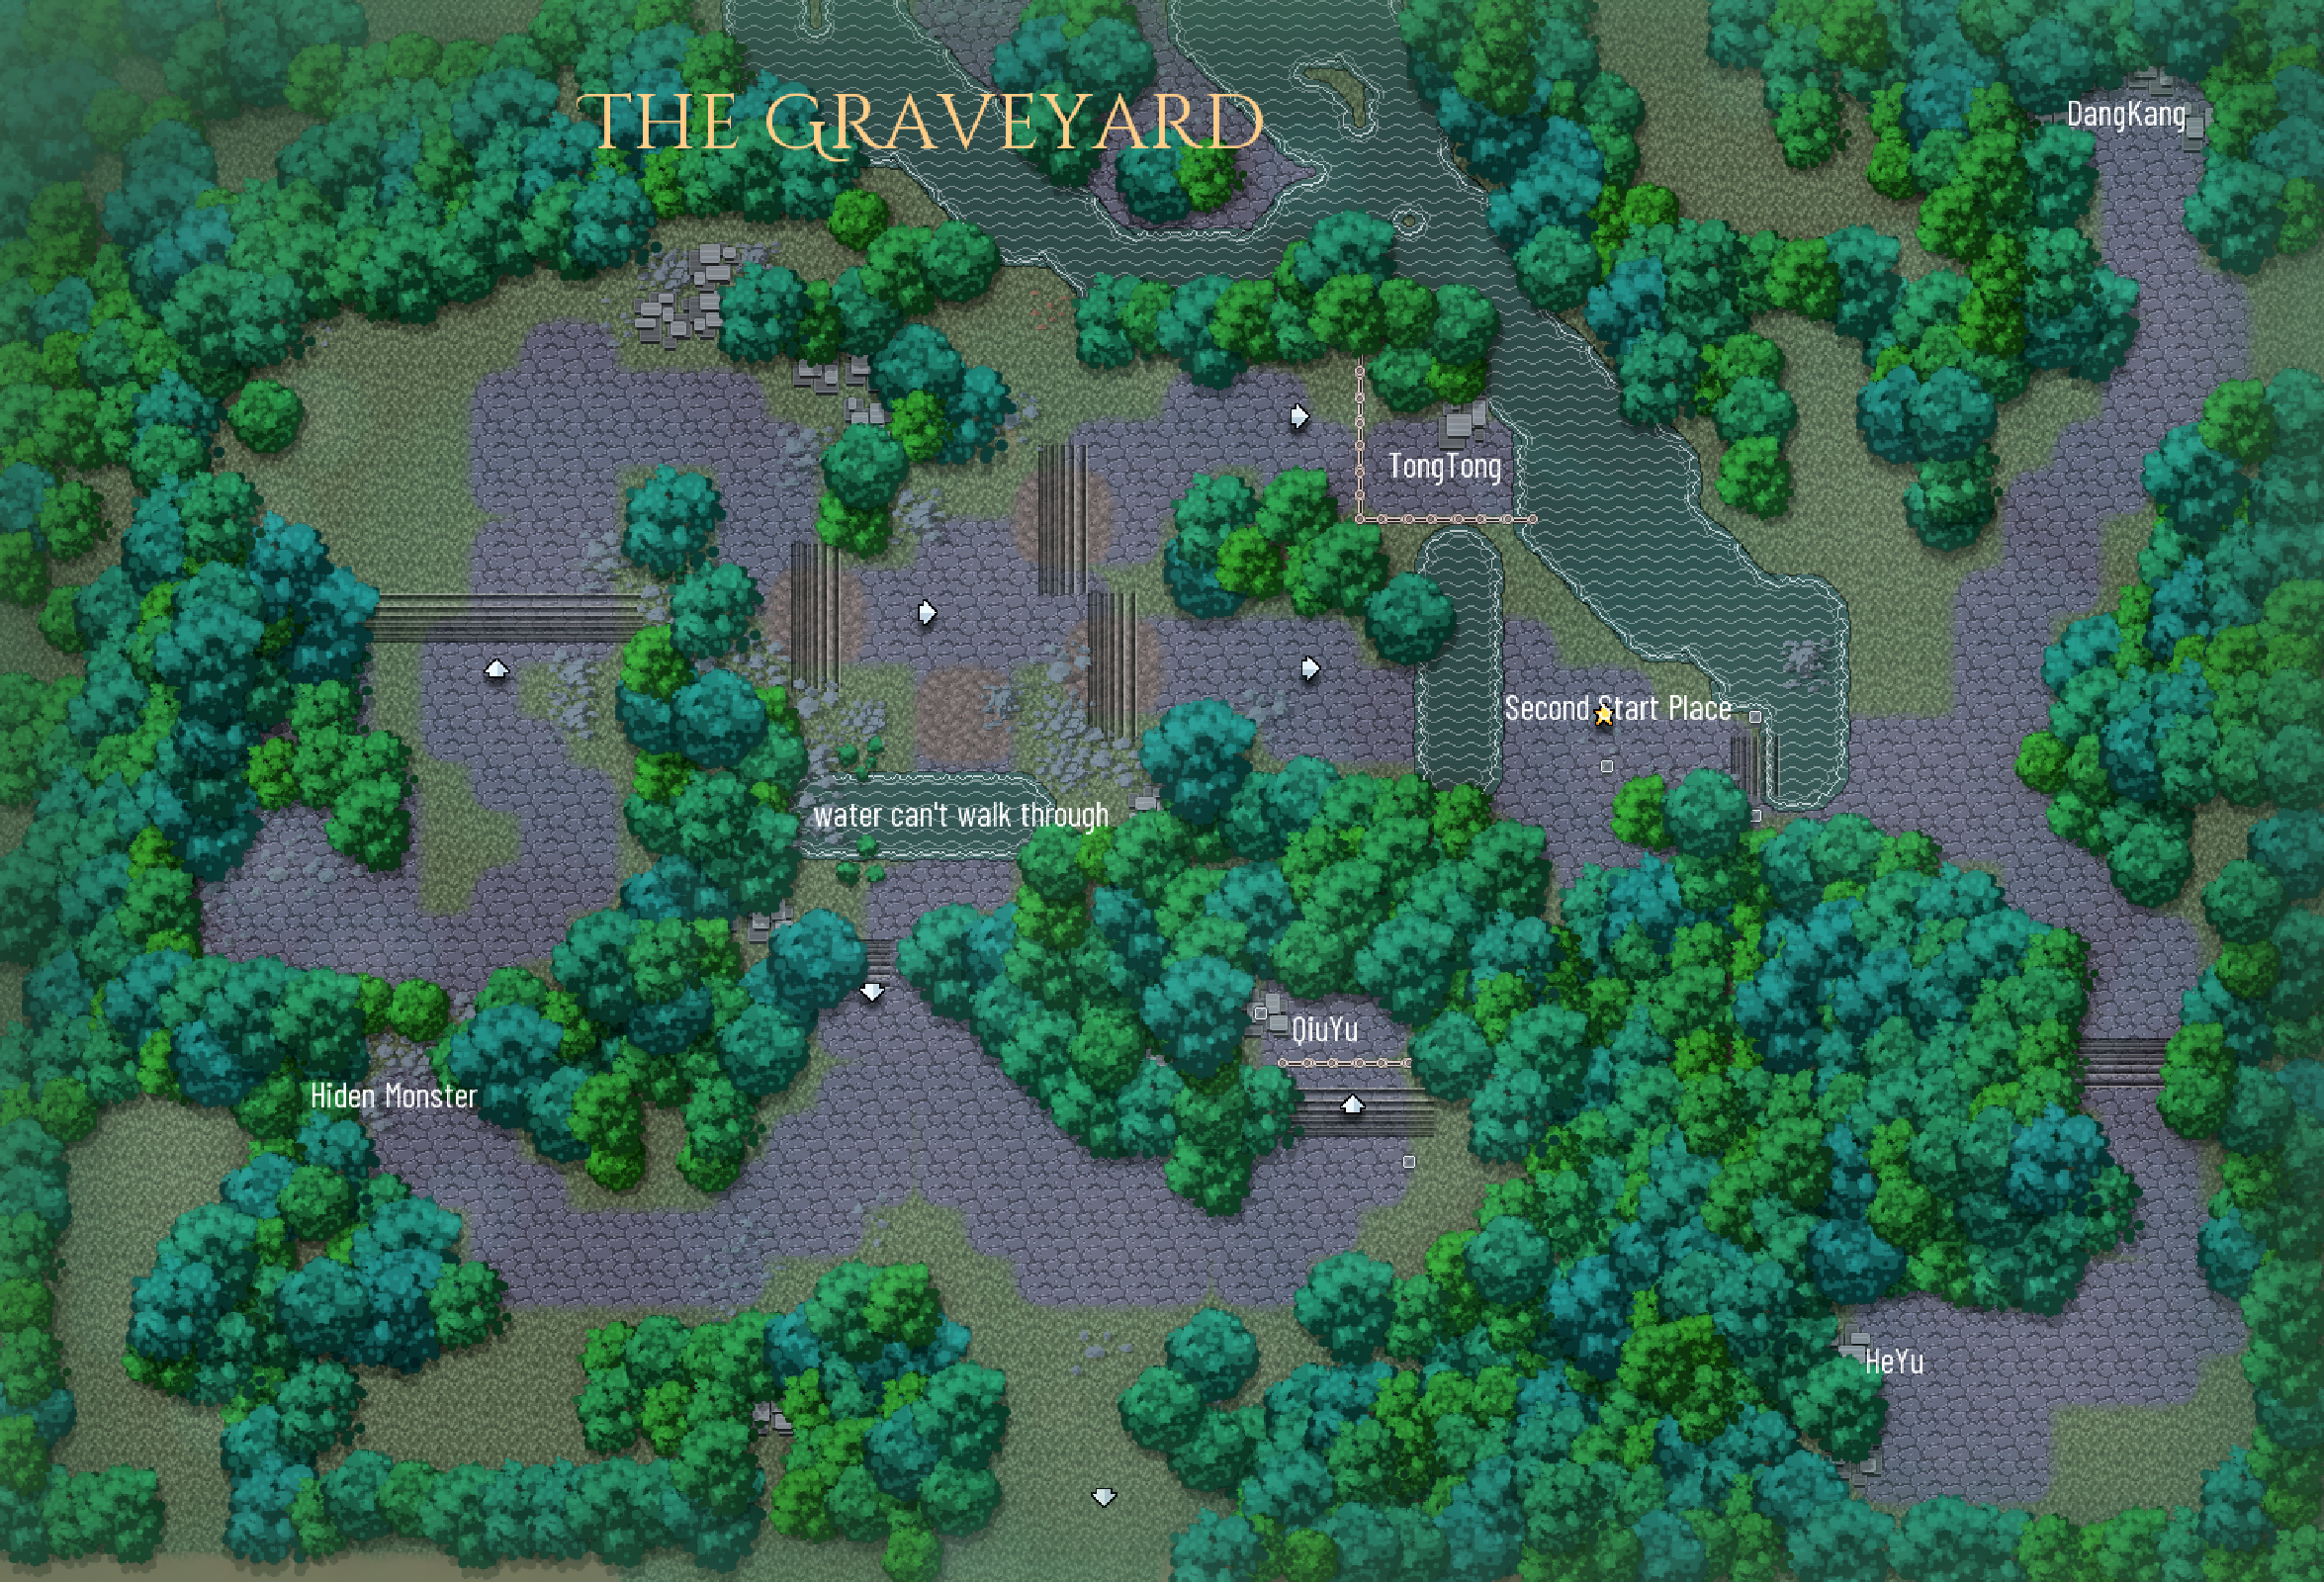 THE GRAVEYARD
DangKang
TongTong
Second Start Place
water can't walk through
QiuYu
Hiden Monster
HeYu